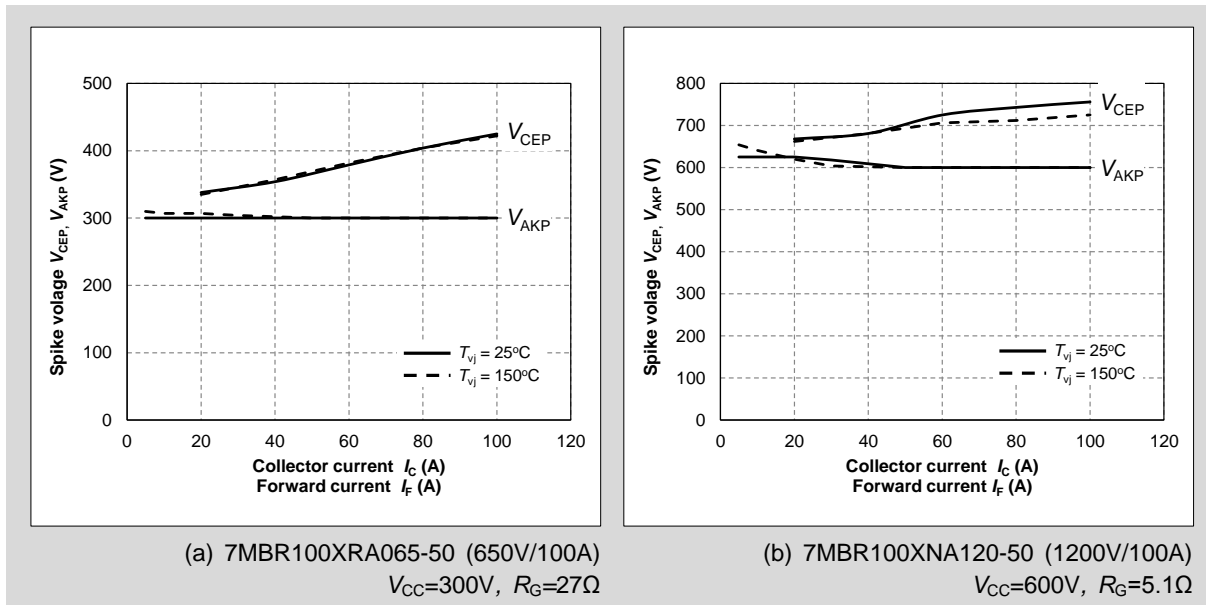 500
400
300
200
100
0
0 20 40 60 80 100 120
Spike volage VCEP, VAKP (V)
VCEP
VAKP
Tvj = 25oC
Tvj = 150oC
Collector current IC (A)
Forward current IF (A)
(a) 7MBR100XRA065-50 (650V/100A)
VCC=300V, RG=27Ω
800
700
600
500
400
300
200
100
0
0 20 40 60 80 100 120
Spike volage VCEP, VAKP (V)
VCEP
VAKP
Tvj = 25oC
Tvj = 150oC
Collector current IC (A)
Forward current IF (A)
(b) 7MBR100XNA120-50 (1200V/100A)
VCC=600V, RG=5.1Ω